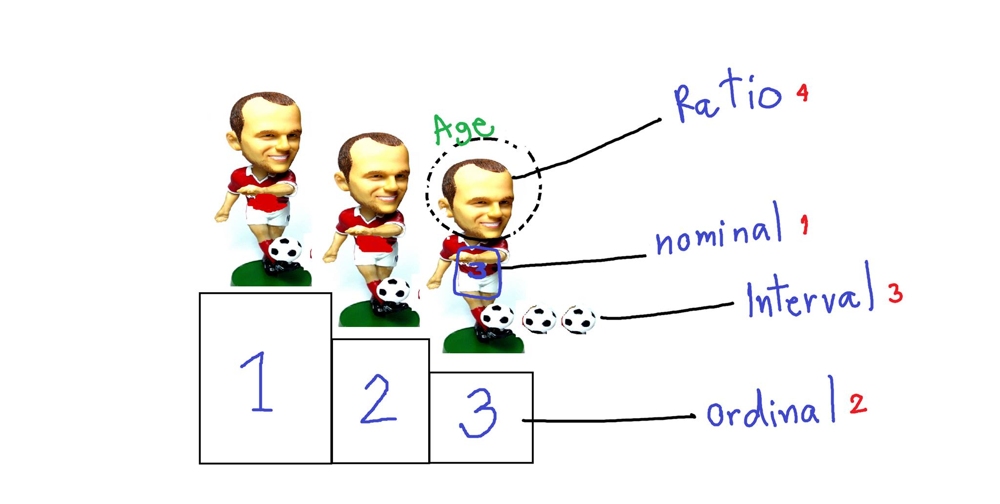 Ratio 4
Age
nominal 1
3
Interval 3
1
2
3
ordinal 2